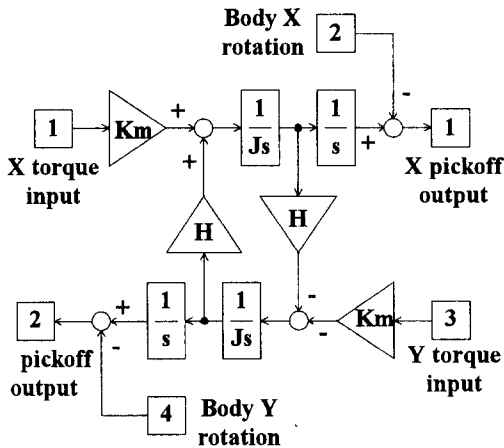 Body X
rotation
2
-
1
Km
+
+
1
Js
1
s
+
1
X torque
input
X pickoff
output
H
H
2
+
-
1
s
1
Js
-
-
Km
3
pickoff
output
Y torque
input
4
Body Y
rotation